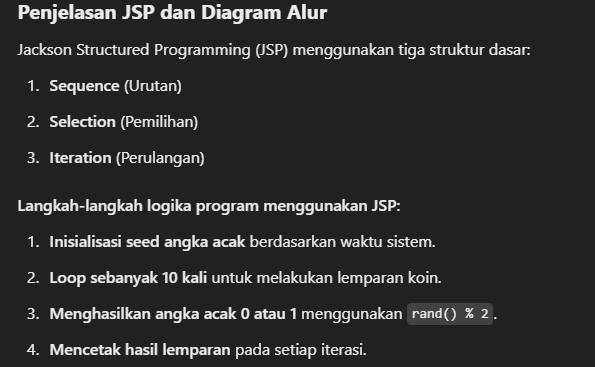 Penjelasan JSP dan Diagram Alur
Jackson Structured Programming (JSP) menggunakan tiga struktur dasar:
1. Sequence (Urutan)
2. Selection (Pemilihan)
3. Iteration (Perulangan)
Langkah-langkah logika program menggunakan JSP:
1. Inisialisasi seed angka acak berdasarkan waktu sistem.
2. Loop sebanyak 10 kali untuk melakukan lemparan koin.
3. Menghasilkan angka acak 0 atau 1 menggunakan rand() % 2.
4. Mencetak hasil lemparan pada setiap iterasi.